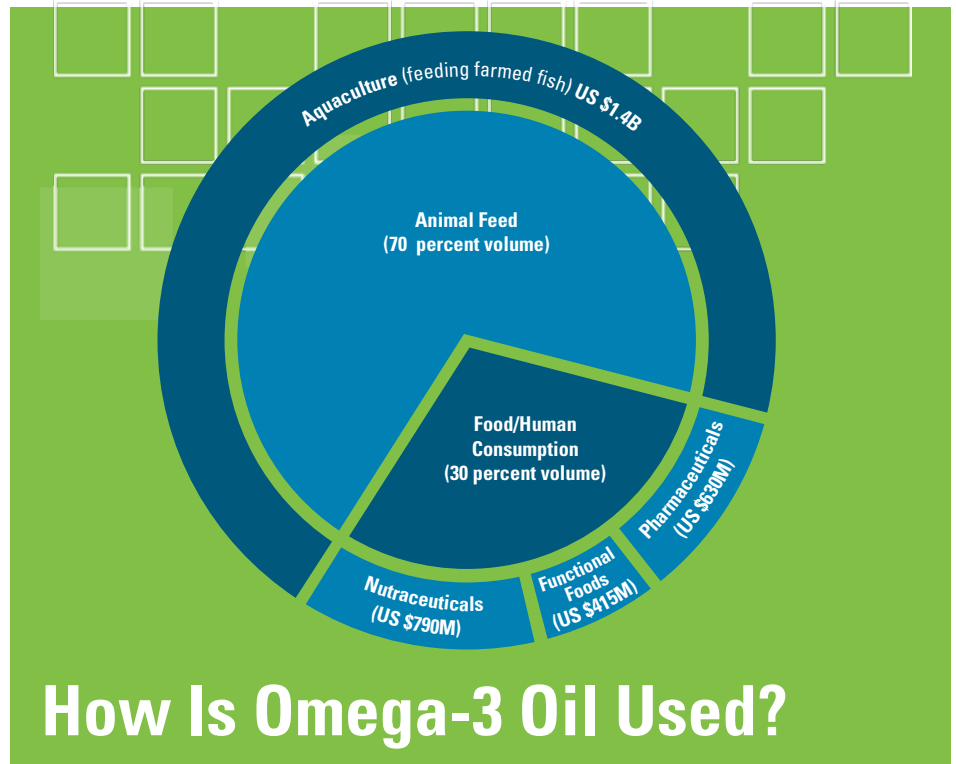 Aquaculture (feeding farmed fish) US $1.4B
Animal Feed
(70 percent volume)
Food/Human
Consumption
(30 percent volume)
Pharmaceuticals
(US $630M)
Functional
Foods
(US $415M)
Nutraceuticals
(US $790M)
How Is Omega-3 Oil Used?